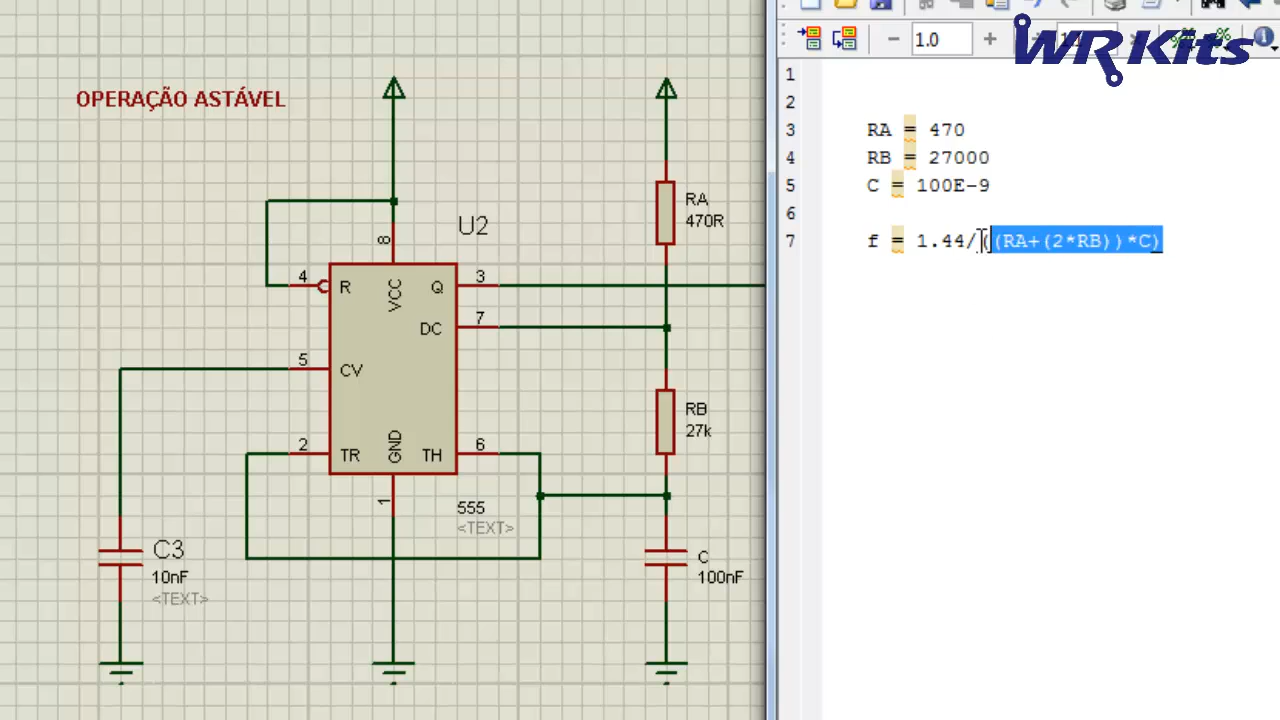 OPERAÇÃO ASTÁVEL
U2
8
4
R
VCC
Q
3
DC
7
5
CV
2
TR
GND
TH
6
1
555
<TEXT>
C3
10nF
<TEXT>
RA
470R
RB
27k
C
100nF
WR Kits
1.0
1
2
3 RA = 470
4 RB = 27000
5 C = 100E-9
6
7 f = 1.44/((RA+(2*RB))*C)